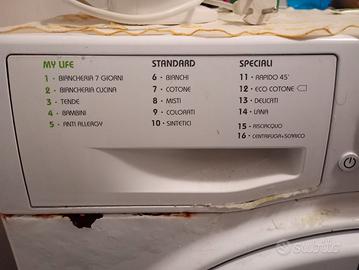 MY LIFE
1 - BIANCHERIA 7 GIORNI
2 - BIANCHERIA CUCINA
3 - TENDE
4 - BAMBINI
5 - ANTI ALLERGY
STANDARD
6 - BIANCHI
7 - COTONE
8 - MISTI
9 - COLORATI
10 - SINTETICI
SPECIALI
11 - RAPIDO 45'
12 - ECO COTONE
13 - DELICATI
14 - LANA
15 - RISCIACQUO
16 - CENTRIFUGA+SCARICO
subito